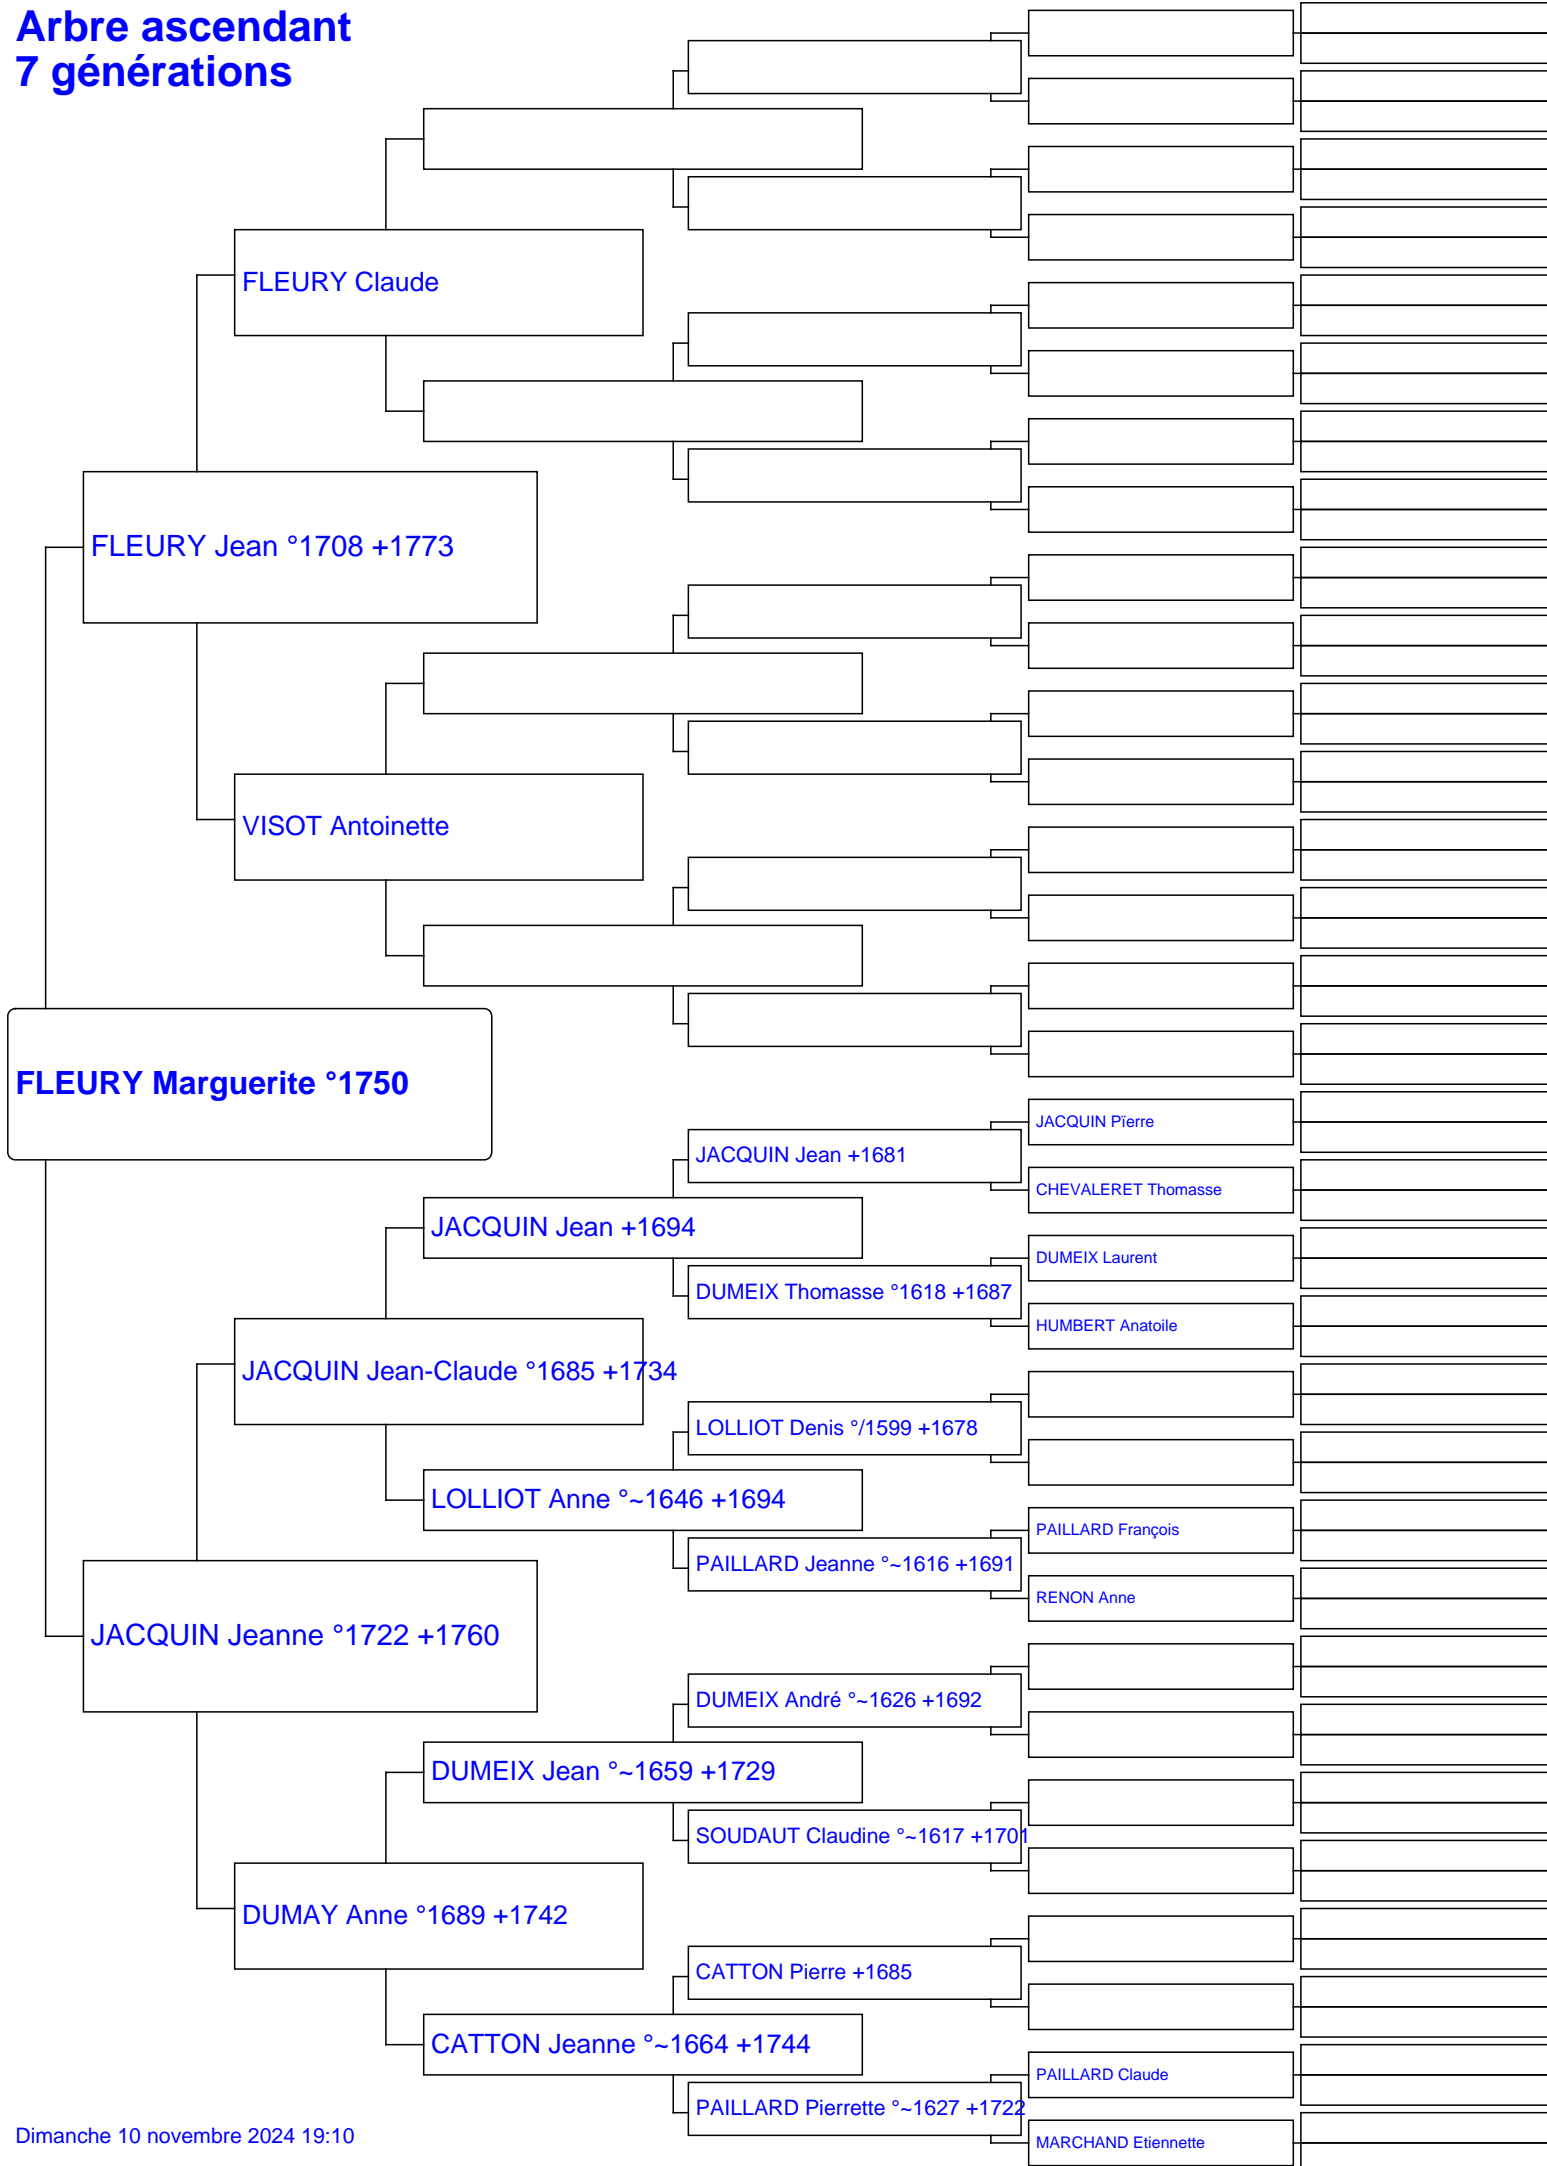 Arbre ascendant
7 générations
FLEURY Claude
FLEURY Jean °1708 +1773
VISOT Antoinette
FLEURY Marguerite °1750
JACQUIN Pïerre
JACQUIN Jean +1681
CHEVALERET Thomasse
JACQUIN Jean +1694
DUMEIX Laurent
DUMEIX Thomasse °1618 +1687
HUMBERT Anatoile
JACQUIN Jean-Claude °1685 +1734
LOLLIOT Denis °/1599 +1678
LOLLIOT Anne °~1646 +1694
PAILLARD François
PAILLARD Jeanne °~1616 +1691
RENON Anne
JACQUIN Jeanne °1722 +1760
DUMEIX André °~1626 +1692
DUMEIX Jean °~1659 +1729
SOUDAUT Claudine °~1617 +1701
DUMAY Anne °1689 +1742
CATTON Pierre +1685
CATTON Jeanne °~1664 +1744
PAILLARD Claude
PAILLARD Pierrette °~1627 +1722
MARCHAND Etiennette
Dimanche 10 novembre 2024 19:10